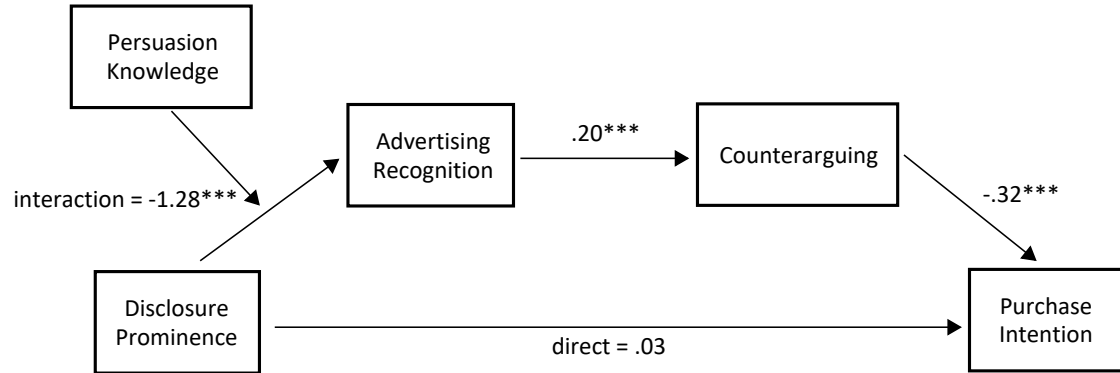 Persuasion
Knowledge
Advertising
Recognition
.20***
Counterarguing
interaction = -1.28***
-.32***
Disclosure
Prominence
direct = .03
Purchase
Intention